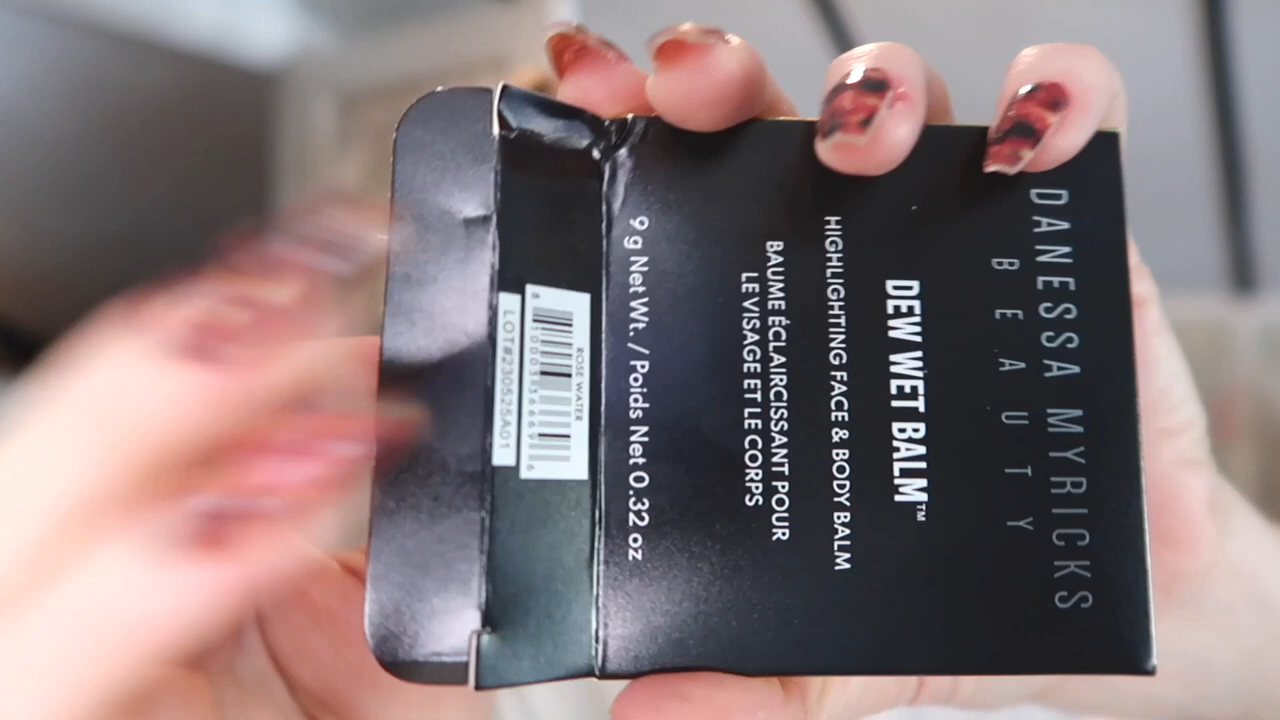 DANESSA MYRICKS
BEAUTY
DEW WET BALM™
HIGHLIGHTING FACE & BODY BALM
BAUME ÉCLAIRCISSANT POUR
LE VISAGE ET LE CORPS
9 g Net Wt. / Poids Net 0.32 oz
ROSE WATER
LOT#230525A01